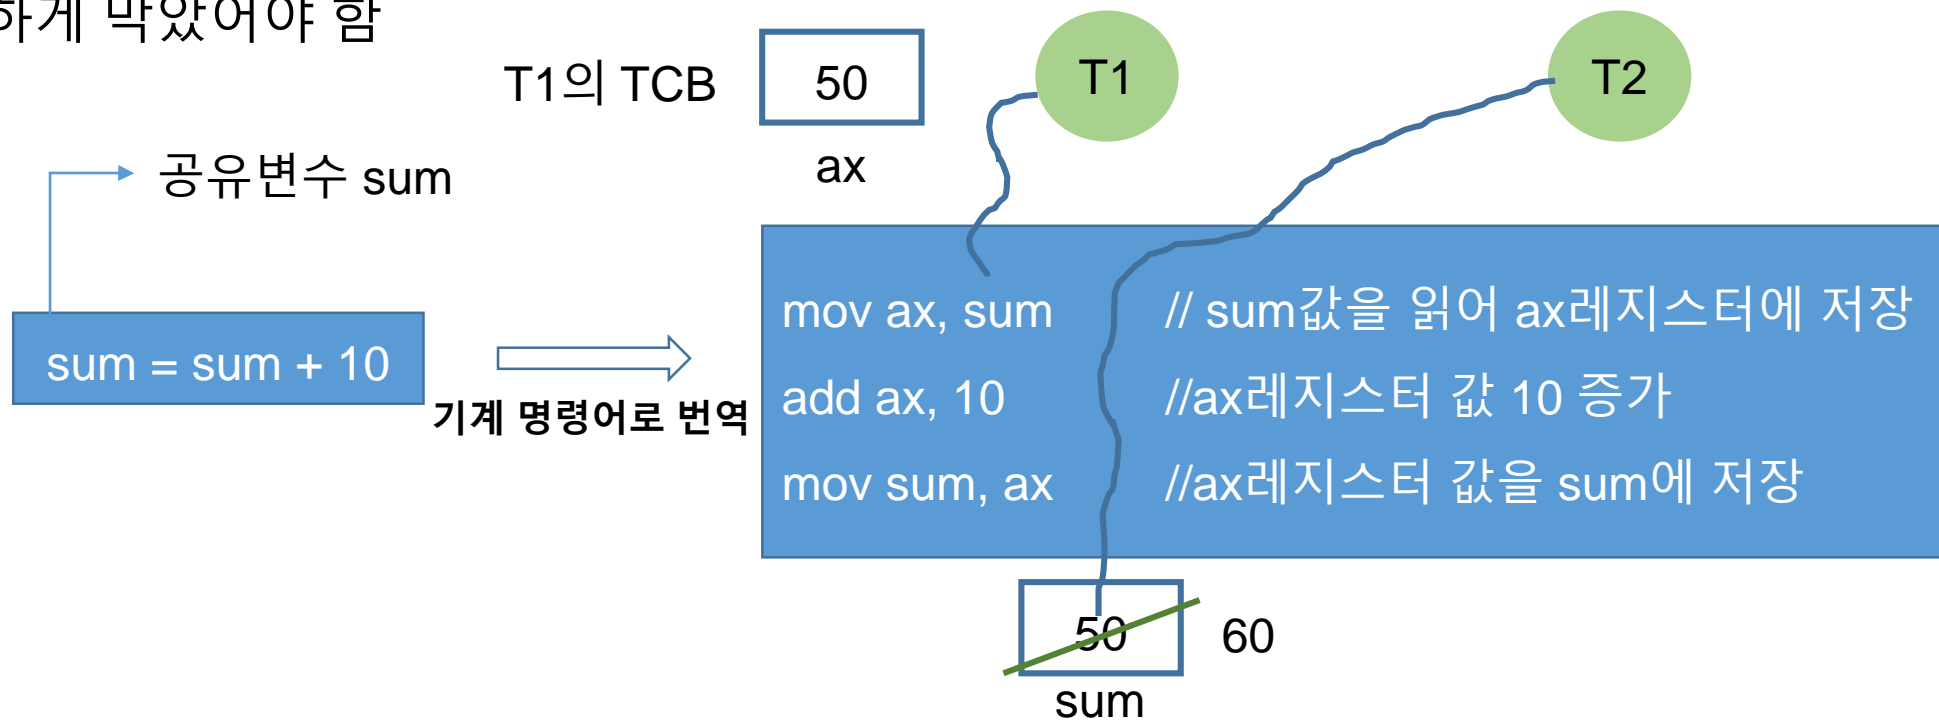 하게 막았어야 함
T1의 TCB
50
ax
T1
T2
공유변수 sum
sum = sum + 10
기계 명령어로 번역
mov ax, sum // sum값을 읽어 ax레지스터에 저장
add ax, 10 //ax레지스터 값 10 증가
mov sum, ax //ax레지스터 값을 sum에 저장
50
60
sum